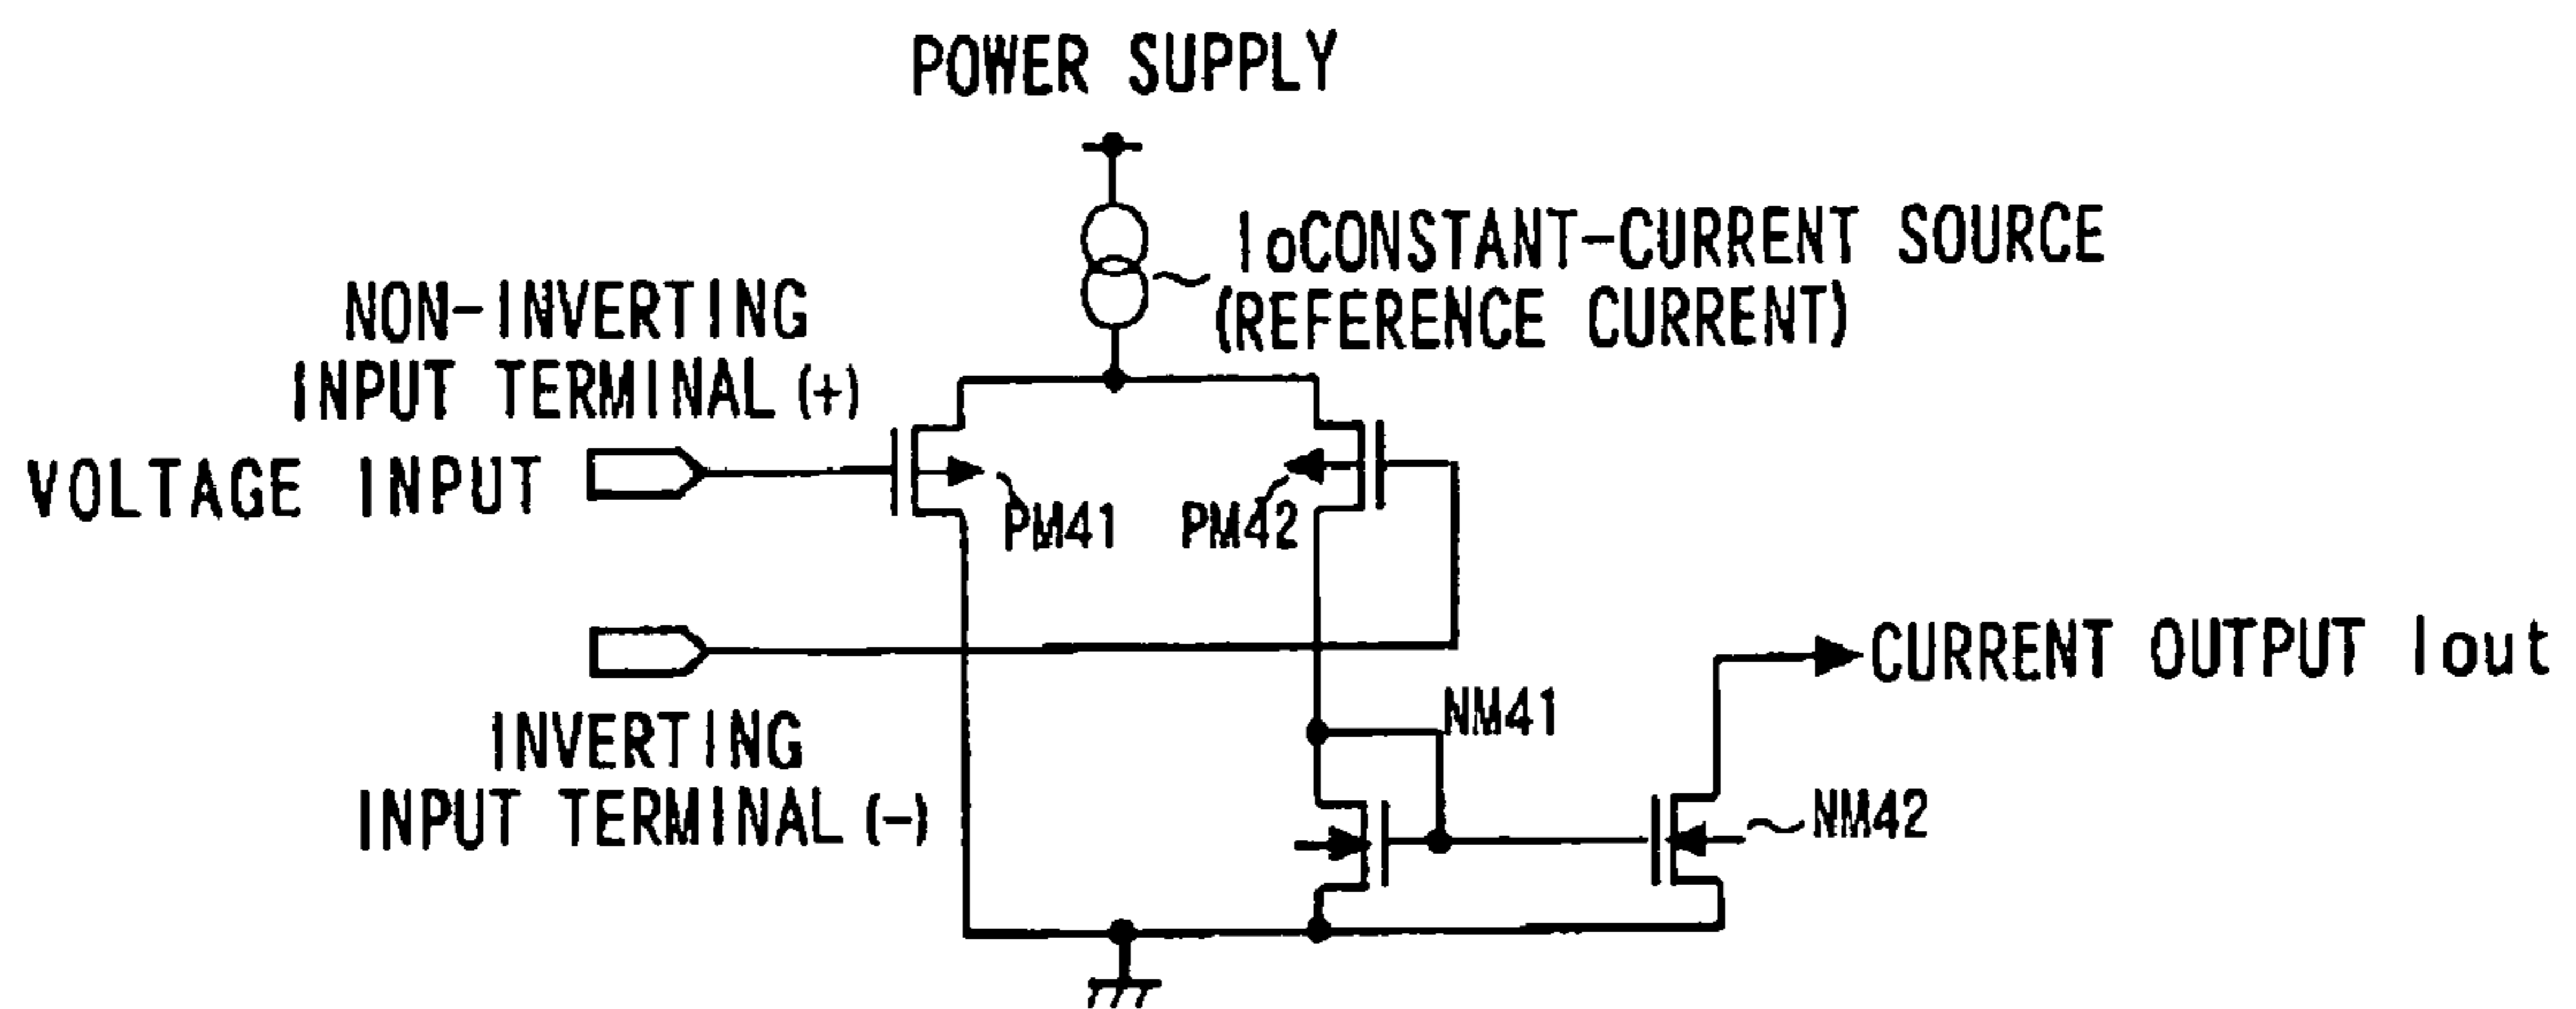 POWER SUPPLY
IoCONSTANT-CURRENT SOURCE
(REFERENCE CURRENT)
NON-INVERTING
INPUT TERMINAL (+)
VOLTAGE INPUT
PM41
PM42
CURRENT OUTPUT Iout
INVERTING
INPUT TERMINAL (-)
NM41
NM42